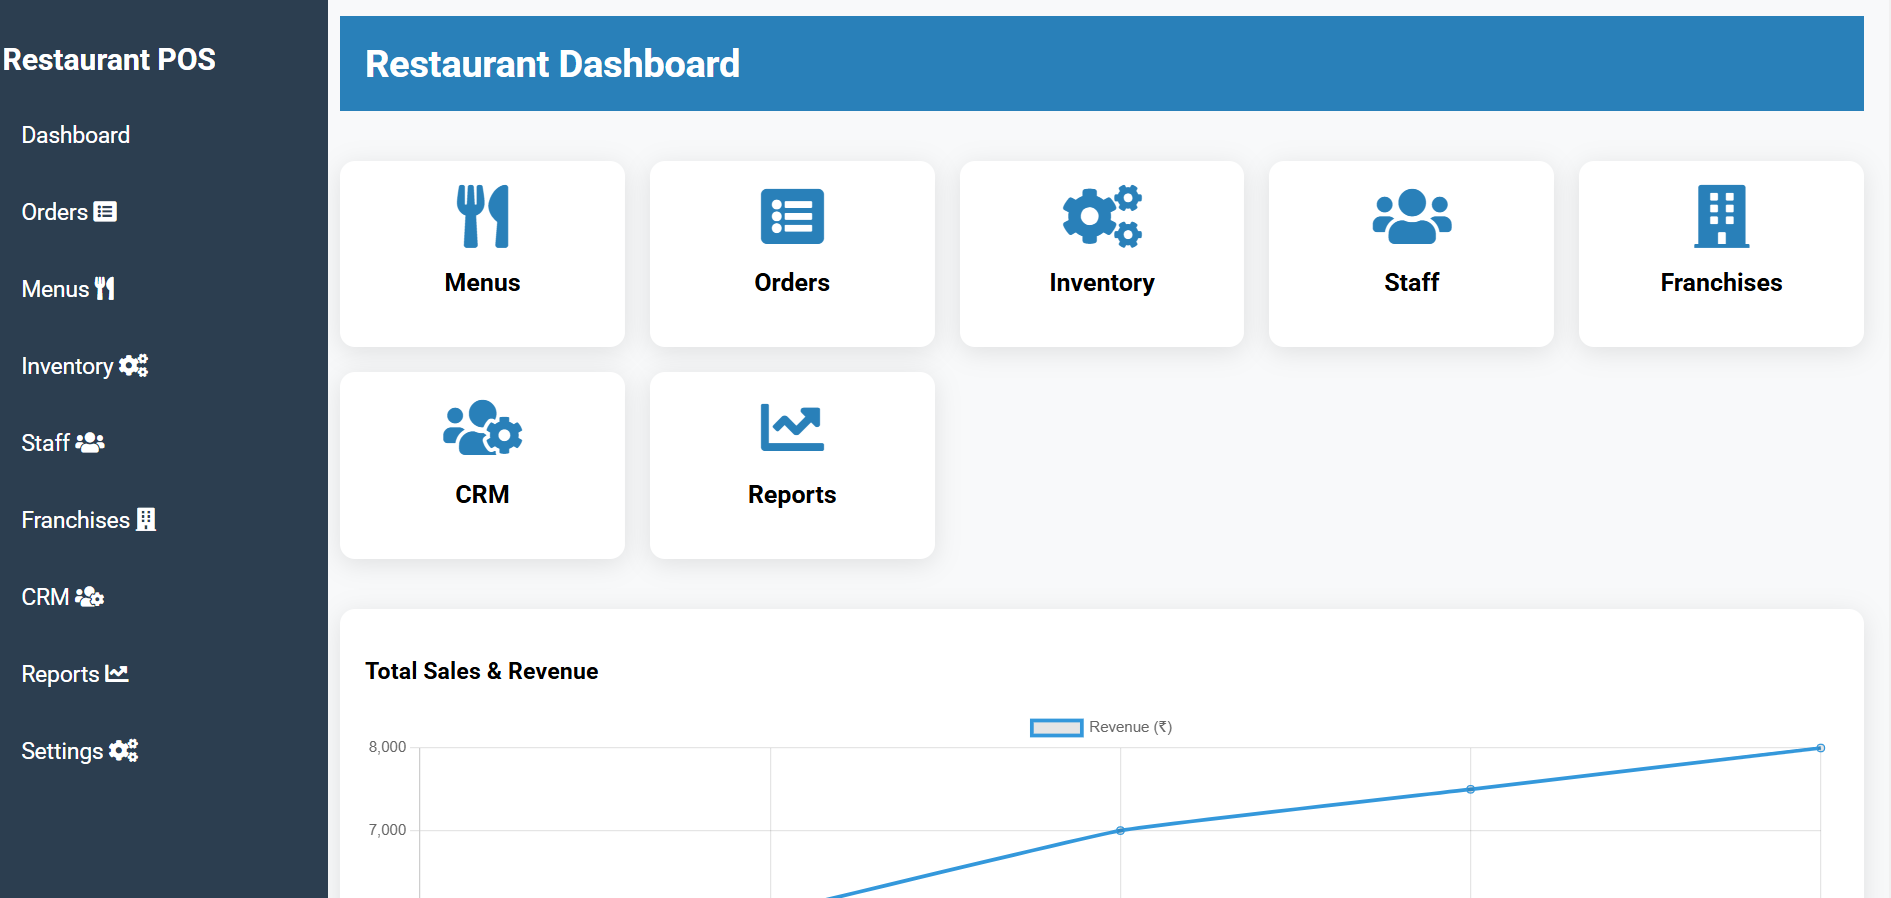 Restaurant POS
Dashboard
Orders
Menus
Inventory
Staff
Franchises
CRM
Reports
Settings
Restaurant Dashboard
Menus
Orders
Inventory
Staff
Franchises
CRM
Reports
Total Sales & Revenue
Revenue (₹)
8,000
7,000